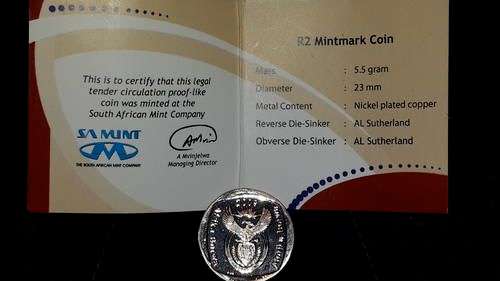 This is to certify that this legal
tender circulation proof-like
coin was minted at the
South African Mint Company
SA MINT
THE SOUTH AFRICAN MINT COMPANY
A Mvinjelwa
Managing Director
R2 Mintmark Coin
Mass : 5.5 gram
Diameter : 23 mm
Metal Content : Nickel plated copper
Reverse Die-Sinker : AL Sutherland
Obverse Die-Sinker : AL Sutherland